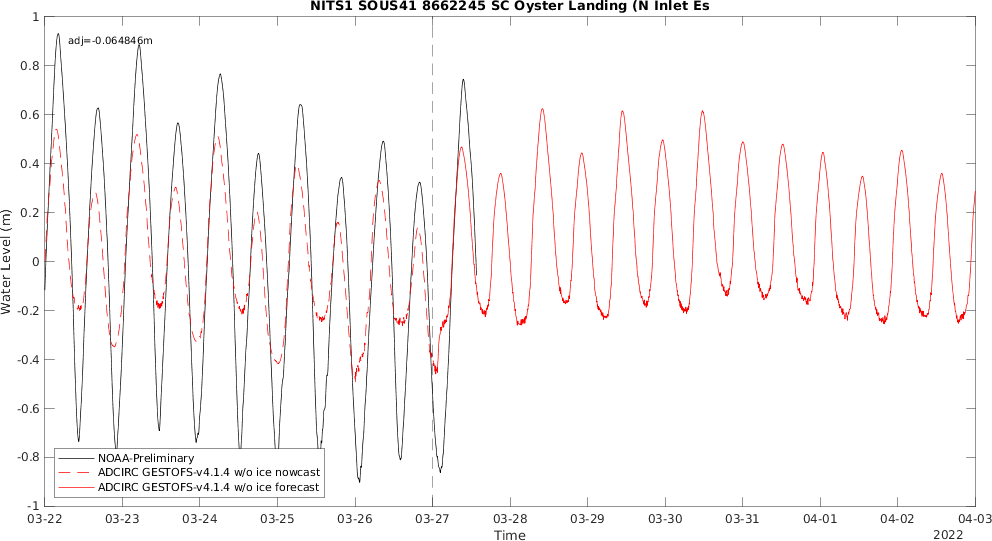 NITS1 SOUS41 8662245 SC Oyster Landing (N Inlet Es
adj=-0.064846m
1
0.8
0.6
0.4
0.2
0
-0.2
-0.4
-0.6
-0.8
-1
Water Level (m)
NOAA-Preliminary
ADCIRC GESTOFS-v4.1.4 w/o ice nowcast
ADCIRC GESTOFS-v4.1.4 w/o ice forecast
03-22 03-23 03-24 03-25 03-26 03-27 03-28 03-29 03-30 03-31 04-01 04-02 04-03
Time
2022